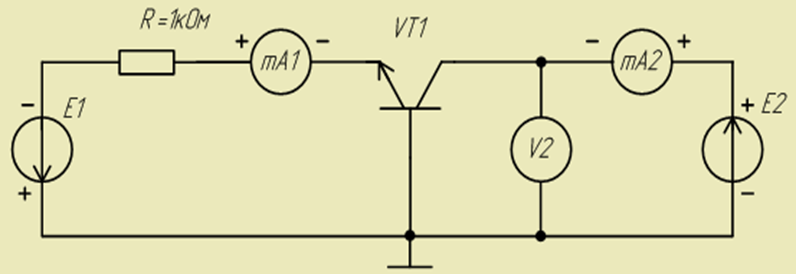 R=1кОм
VT1
+ mA1 -
- mA2 +
- E1 +
V2
+ E2 -